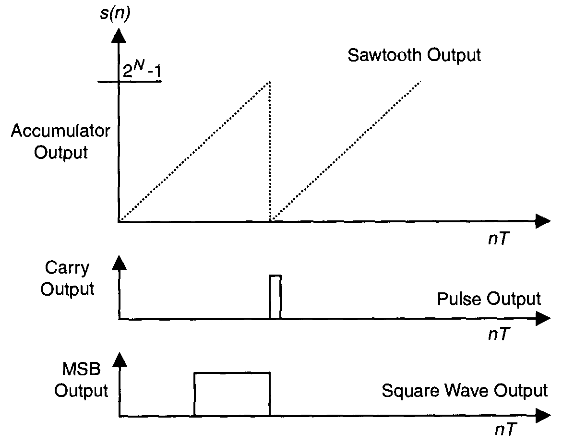 s(n)
2^N -1
Sawtooth Output
Accumulator
Output
nT
Carry
Output
Pulse Output
nT
MSB
Output
Square Wave Output
nT